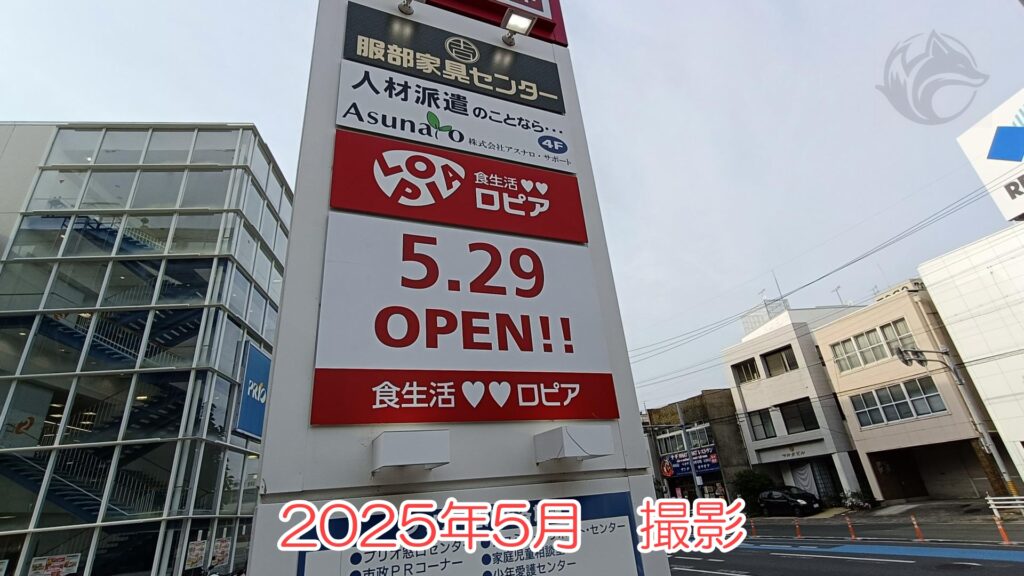 吉
服部家具センター
人材派遣のことなら…
Asunaro
株式会社アスナロ・サポート
4F
LOPIA
食生活♥♥
ロピア
5.29
OPEN!!
食生活♥♥ロピア
PRIO
2025年5月 撮影
●プリオ窓口センター
●市政PRコーナー
●家庭児童相談室
●少年愛護センター